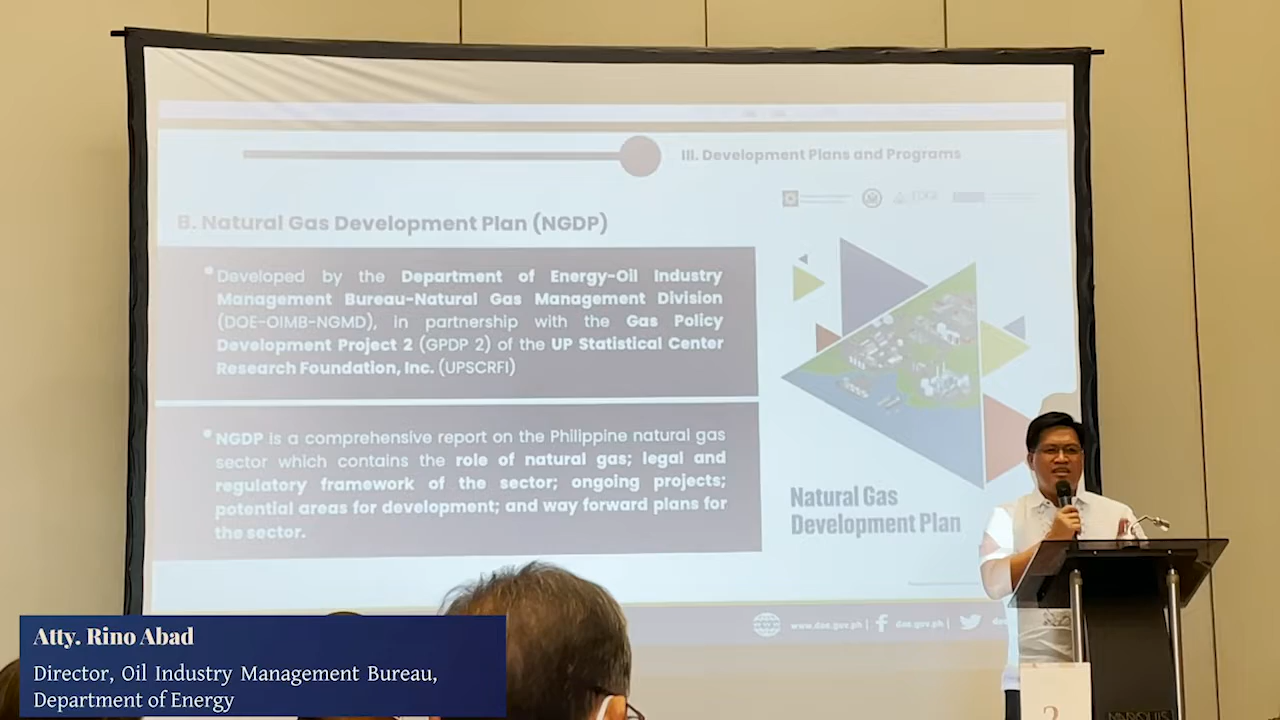 III. Development Plans and Programs
B. Natural Gas Development Plan (NGDP)
Developed by the Department of Energy-Oil Industry
Management Bureau-Natural Gas Management Division
(DOE-OIMB-NGMD), in partnership with the Gas Policy
Development Project 2 (GPDP 2) of the UP Statistical Center
Research Foundation, Inc. (UPSCRFI)
NGDP is a comprehensive report on the Philippine natural gas
sector which contains the role of natural gas; legal and
regulatory framework of the sector; ongoing projects;
potential areas for development; and way forward plans for
the sector.
Natural Gas
Development Plan
www.doe.gov.ph | doe.gov.ph |
Atty. Rino Abad
Director, Oil Industry Management Bureau,
Department of Energy
2